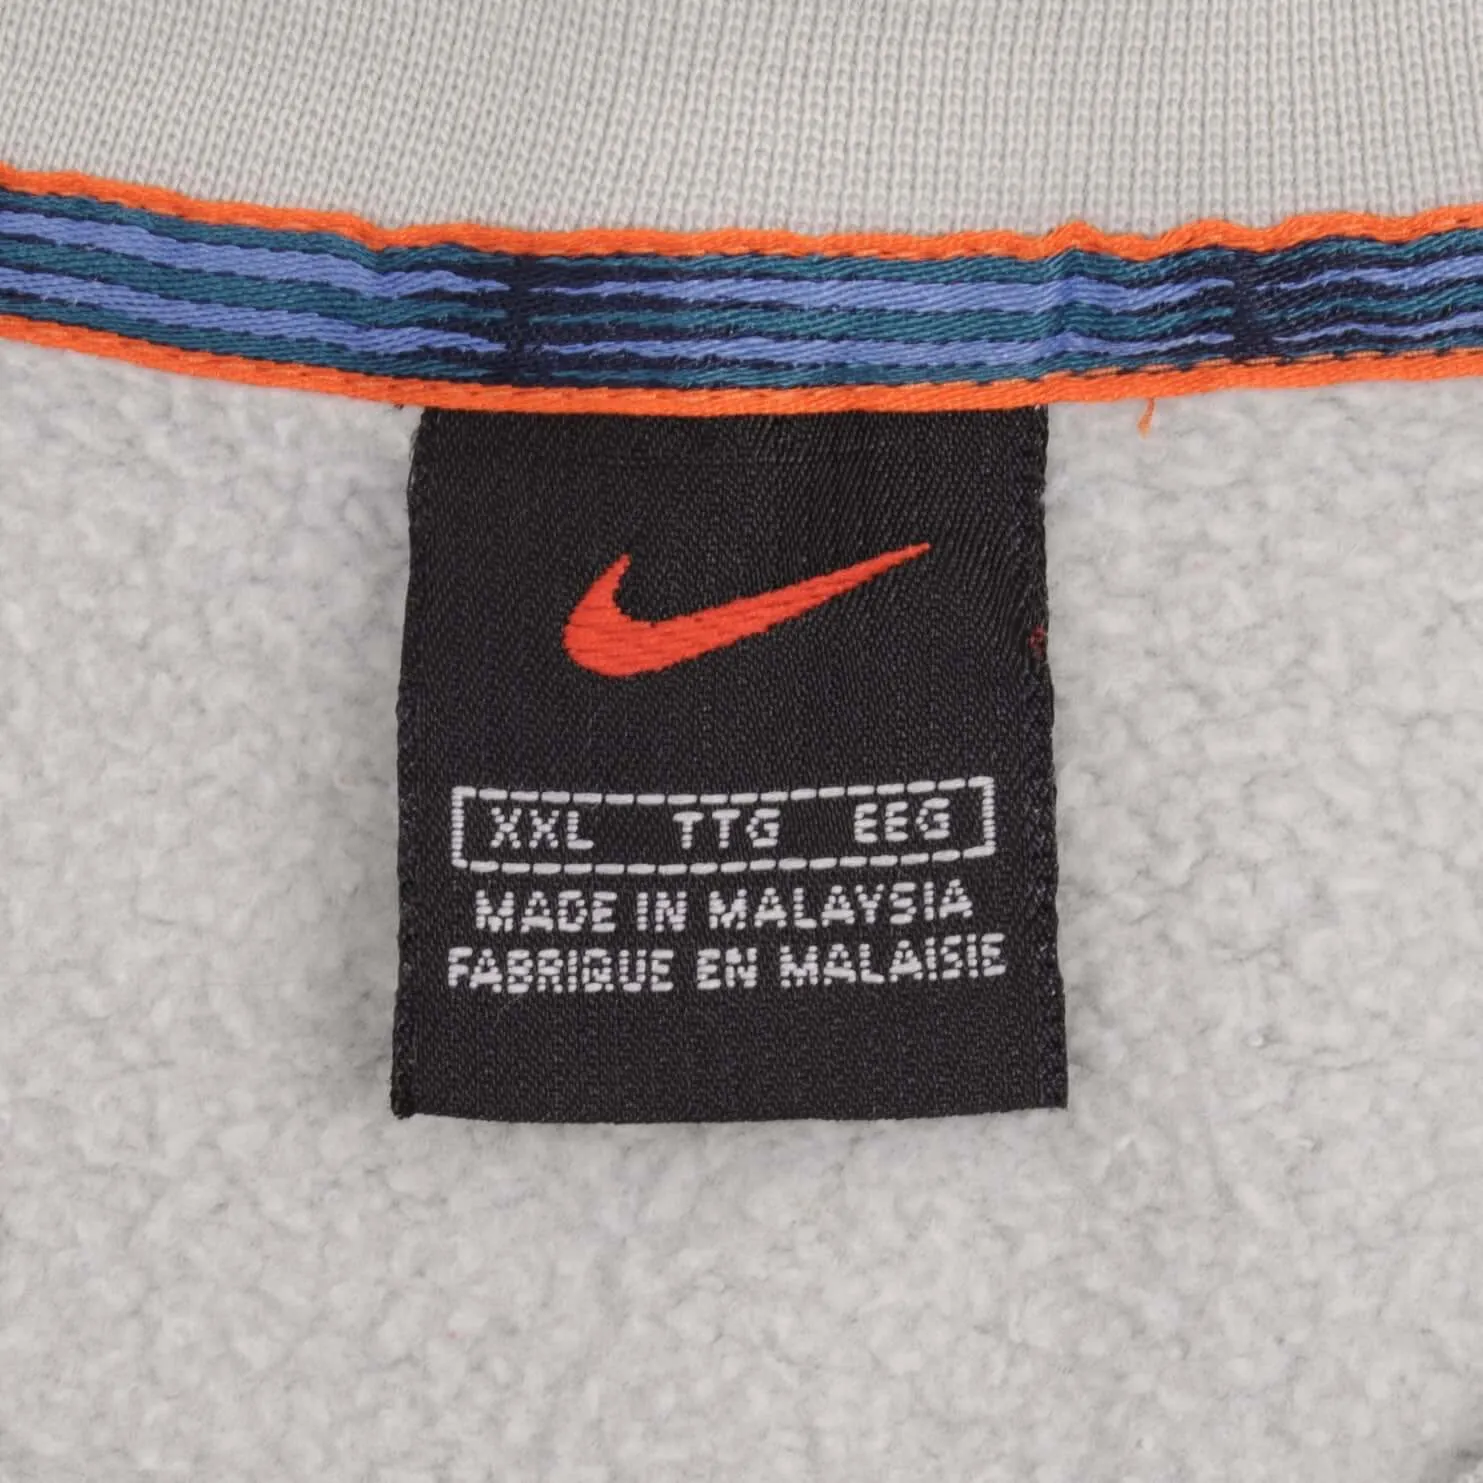 XXL TTG EEG
MADE IN MALAYSIA
FABRIQUE EN MALAISIE